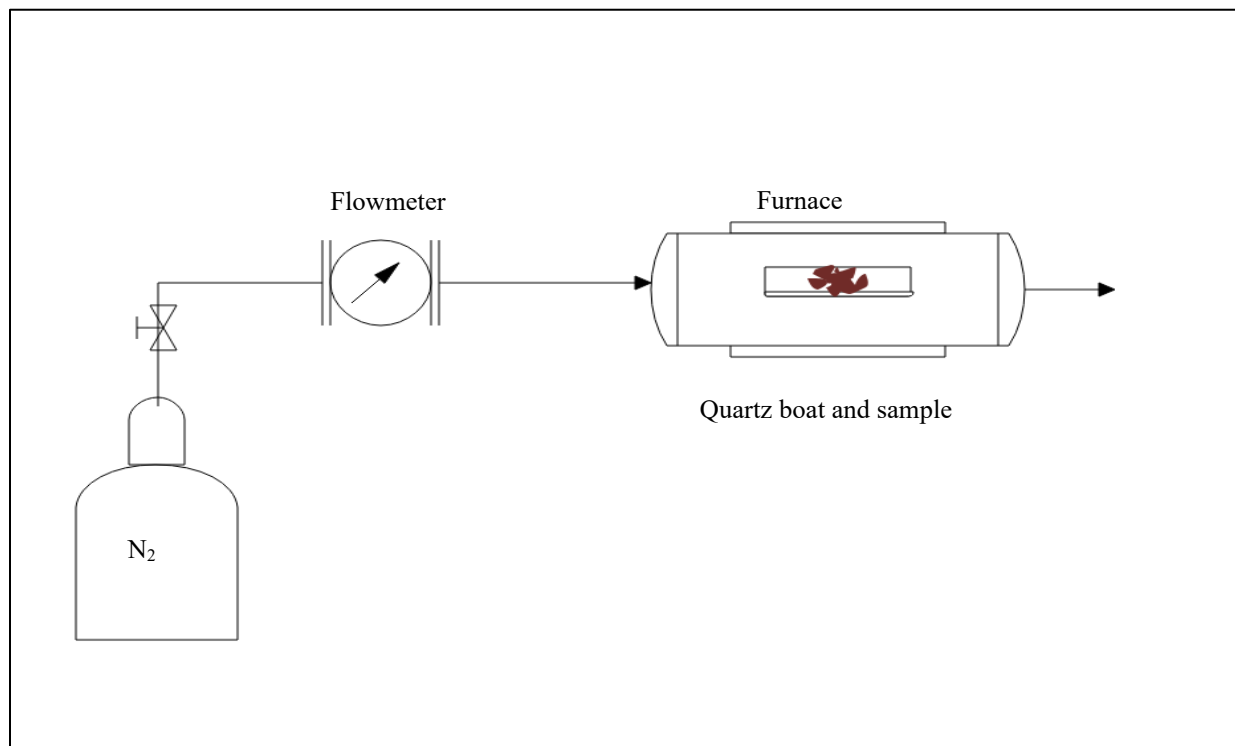 Flowmeter
Furnace
Quartz boat and sample
N₂